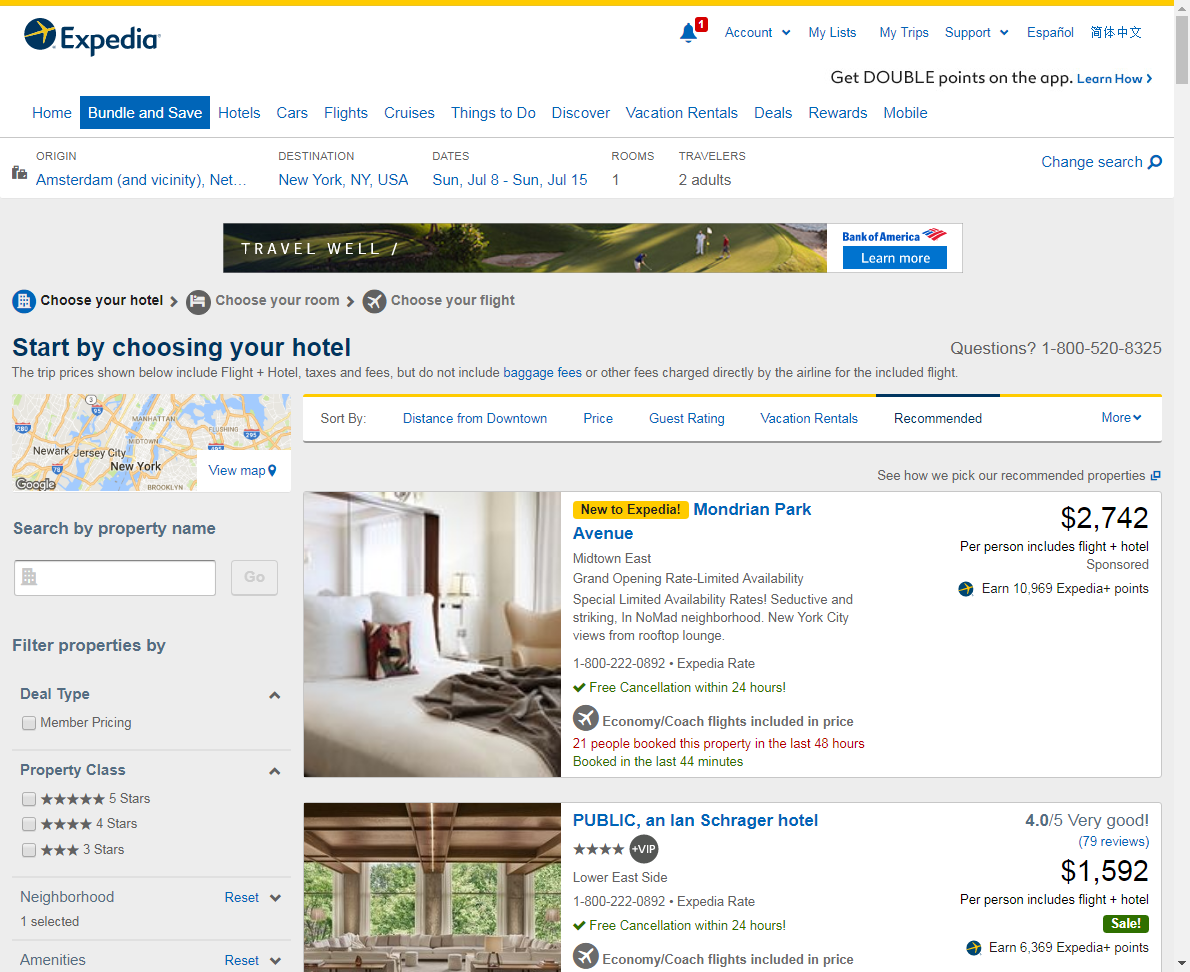 Expedia
1
Account
My Lists
My Trips
Support
Español
简体中文
Get DOUBLE points on the app. Learn How
Home
Bundle and Save
Hotels
Cars
Flights
Cruises
Things to Do
Discover
Vacation Rentals
Deals
Rewards
Mobile
ORIGIN
Amsterdam (and vicinity), Net...
DESTINATION
New York, NY, USA
DATES
Sun, Jul 8 - Sun, Jul 15
ROOMS
1
TRAVELERS
2 adults
Change search
TRAVEL WELL /
Bank of America
Learn more
Choose your hotel
Choose your room
Choose your flight
Start by choosing your hotel
Questions? 1-800-520-8325
The trip prices shown below include Flight + Hotel, taxes and fees, but do not include baggage fees or other fees charged directly by the airline for the included flight.
3
95
MANHATTAN
280
FLUSHING
MIDTOWN
295
495
Newark
Jersey City
New York
78
BROOKLYN
Google
View map
Sort By:
Distance from Downtown
Price
Guest Rating
Vacation Rentals
Recommended
More
See how we pick our recommended properties
Search by property name
Go
Filter properties by
Deal Type
Member Pricing
Property Class
5 Stars
4 Stars
3 Stars
Neighborhood
Reset
1 selected
Amenities
Reset
New to Expedia! Mondrian Park
Avenue
Midtown East
Grand Opening Rate-Limited Availability
Special Limited Availability Rates! Seductive and
striking, In NoMad neighborhood. New York City
views from rooftop lounge.
1-800-222-0892 • Expedia Rate
Free Cancellation within 24 hours!
Economy/Coach flights included in price
21 people booked this property in the last 48 hours
Booked in the last 44 minutes
$2,742
Per person includes flight + hotel
Sponsored
Earn 10,969 Expedia+ points
PUBLIC, an Ian Schrager hotel
+VIP
Lower East Side
1-800-222-0892 • Expedia Rate
Free Cancellation within 24 hours!
Economy/Coach flights included in price
4.0/5 Very good!
(79 reviews)
$1,592
Per person includes flight + hotel
Sale!
Earn 6,369 Expedia+ points